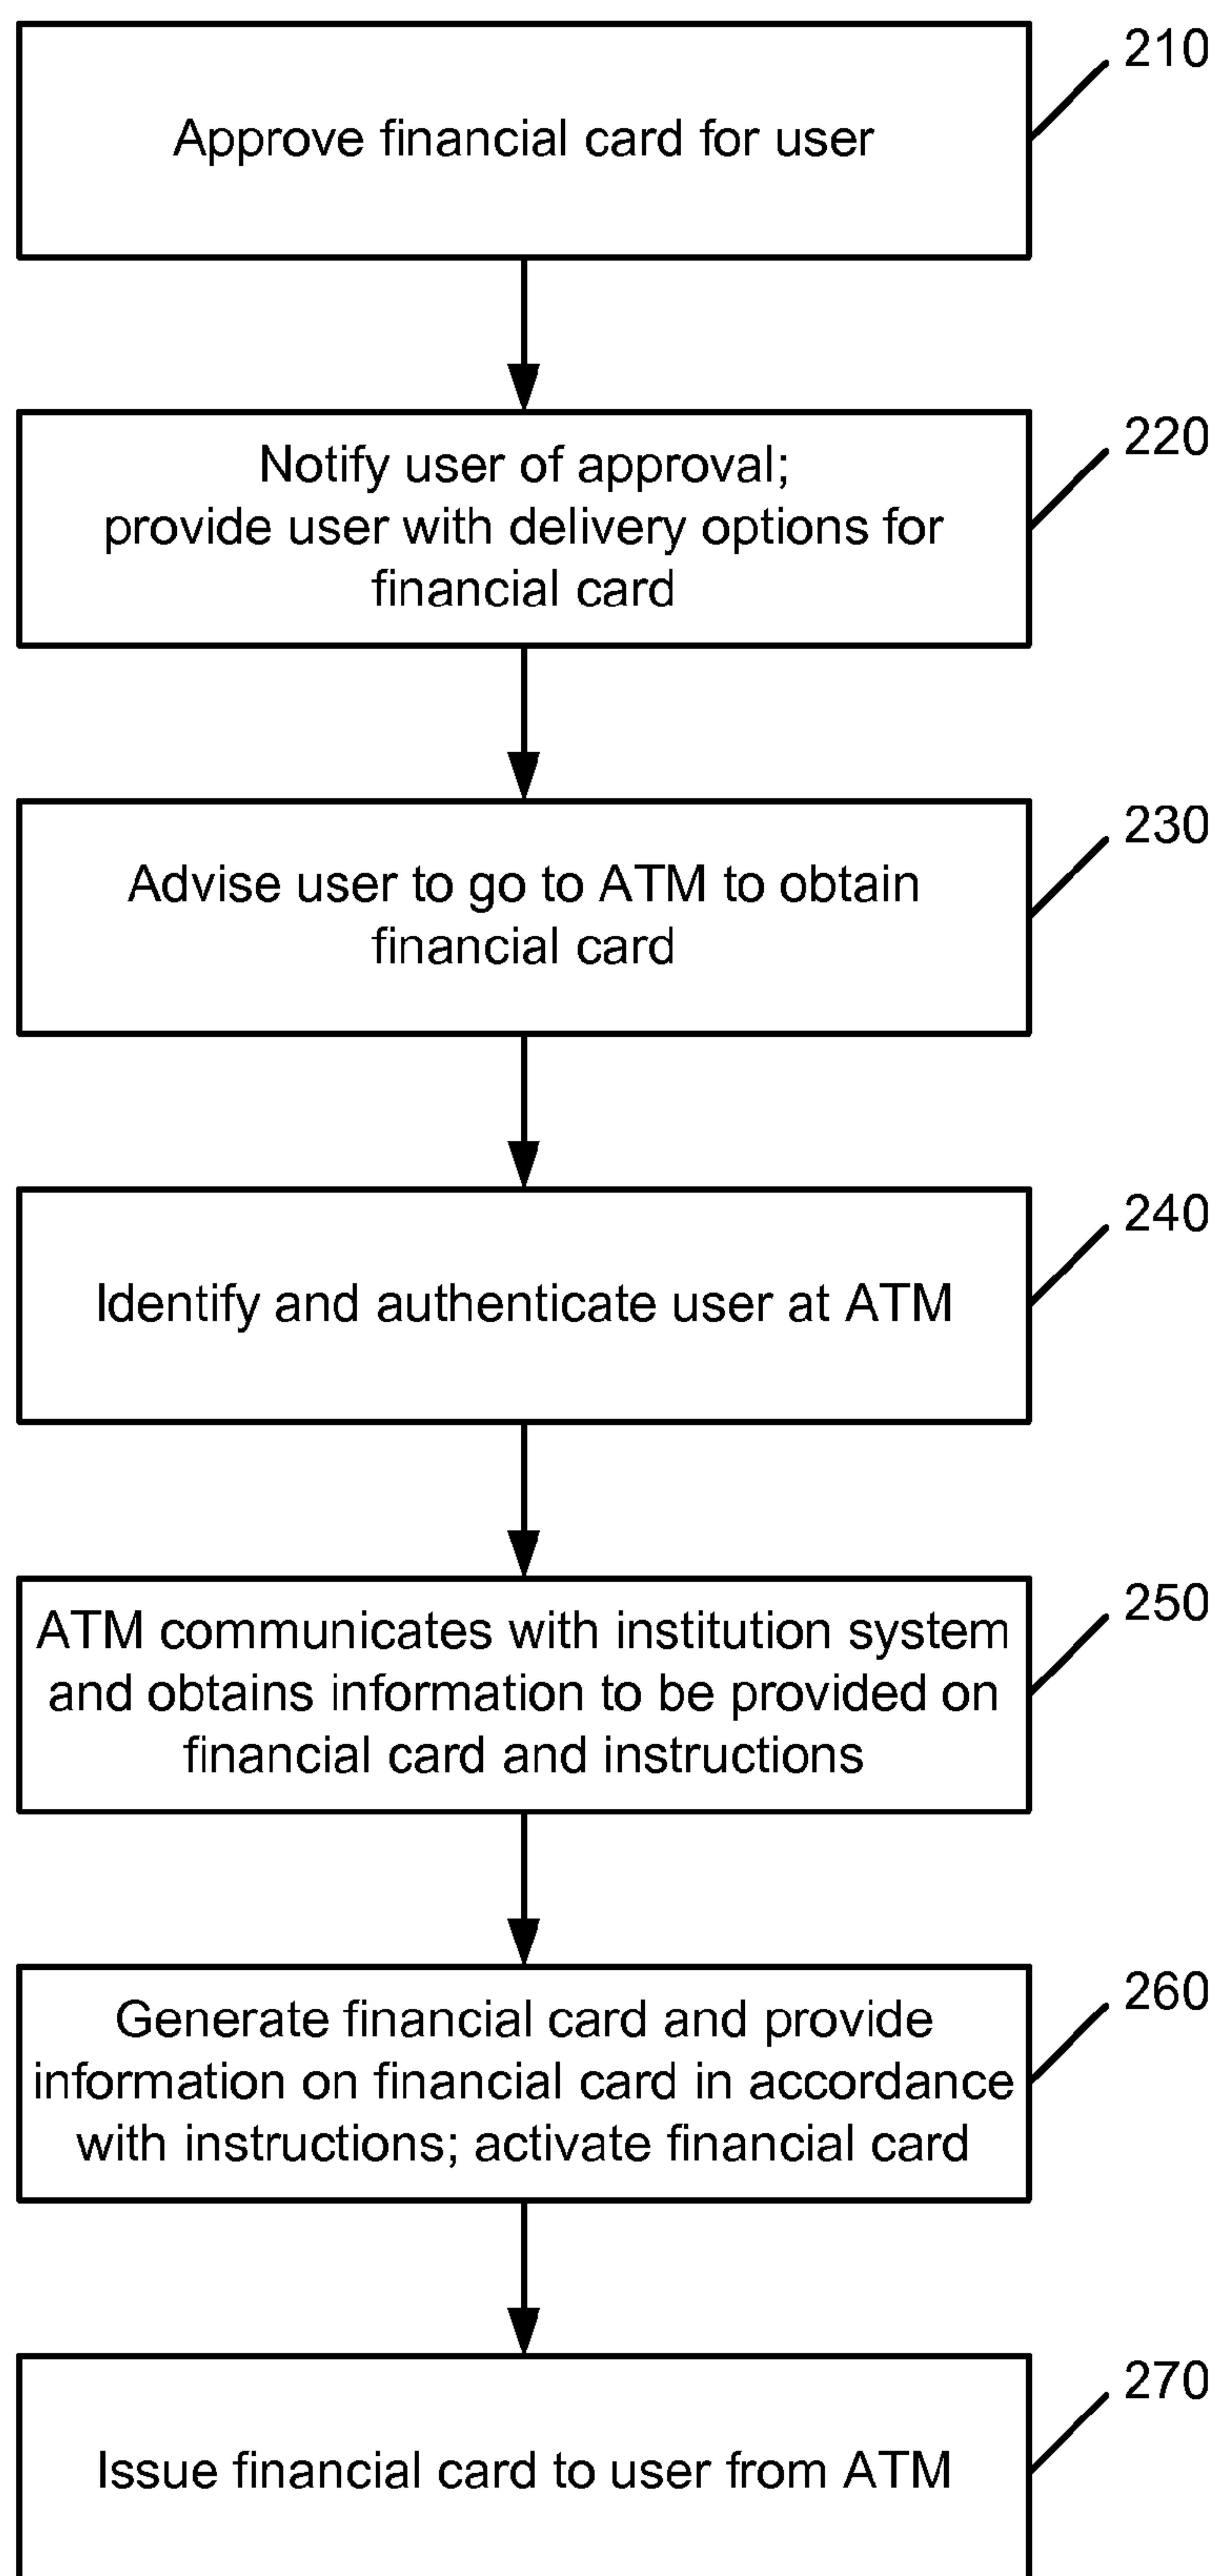 210
Approve financial card for user
220
Notify user of approval;
provide user with delivery options for
financial card
230
Advise user to go to ATM to obtain
financial card
240
Identify and authenticate user at ATM
250
ATM communicates with institution system
and obtains information to be provided on
financial card and instructions
260
Generate financial card and provide
information on financial card in accordance
with instructions; activate financial card
270
Issue financial card to user from ATM